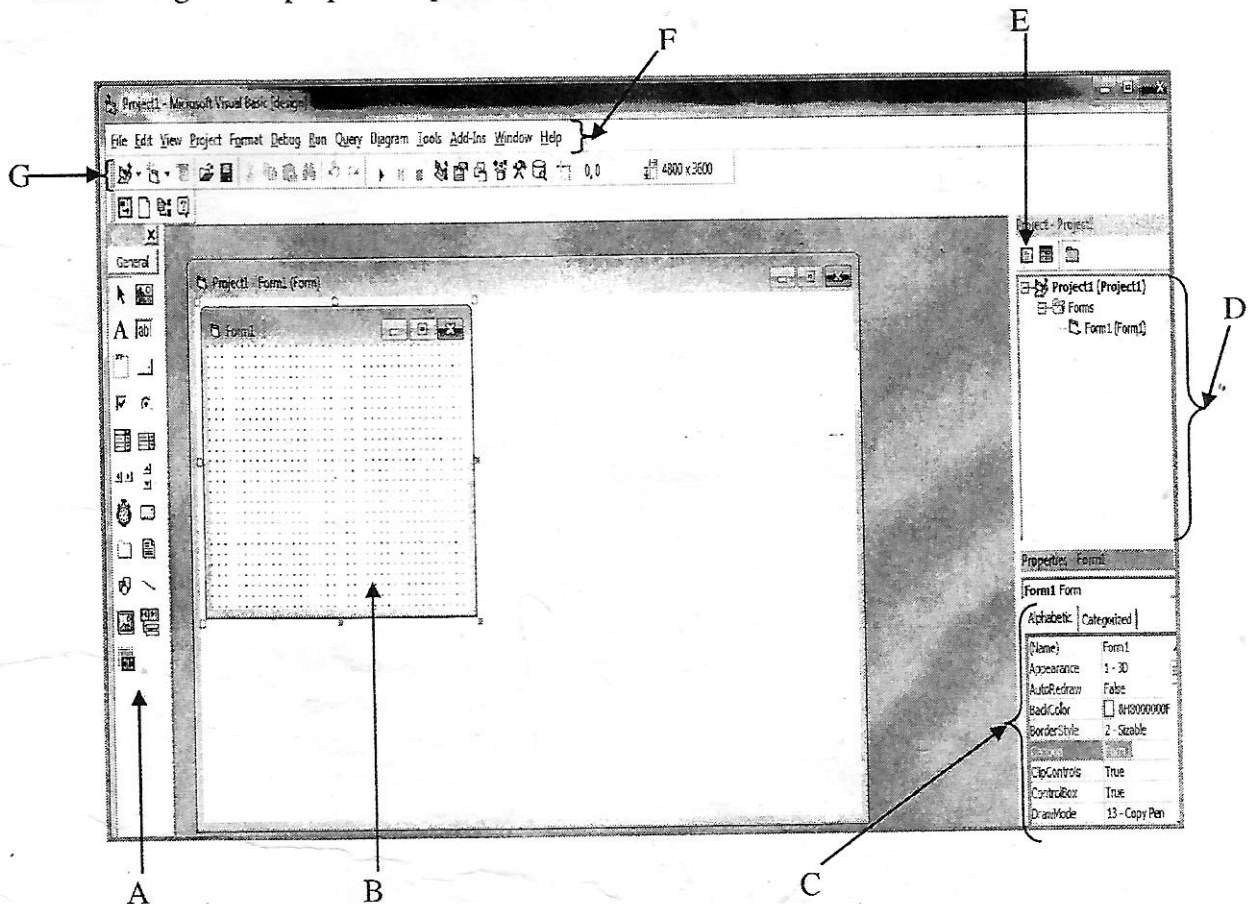 E
F
Project1 - Microsoft Visual Basic [design]
File Edit View Project Format Debug Run Query Diagram Tools Add-Ins Window Help
G
0,0 4800 x 3600
Project - Project1
General
Project1 - Form1 (Form)
Project1 (Project1)
Forms
Form1 (Form1)
D
Form1
A
ab
Properties - Form1
Form1 Form
Alphabetic Categorized
(Name) Form1
Appearance 1 - 3D
AutoRedraw False
BackColor &H8000000F
BorderStyle 2 - Sizable
ClipControls True
ControlBox True
DrawMode 13 - Copy Pen
A
B
C